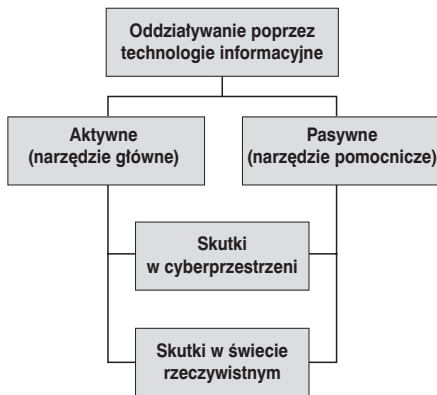 Oddziaływanie poprzez
technologie informacyjne
Aktywne
(narzędzie główne)
Pasywne
(narzędzie pomocnicze)
Skutki
w cyberprzestrzeni
Skutki w świecie
rzeczywistnym